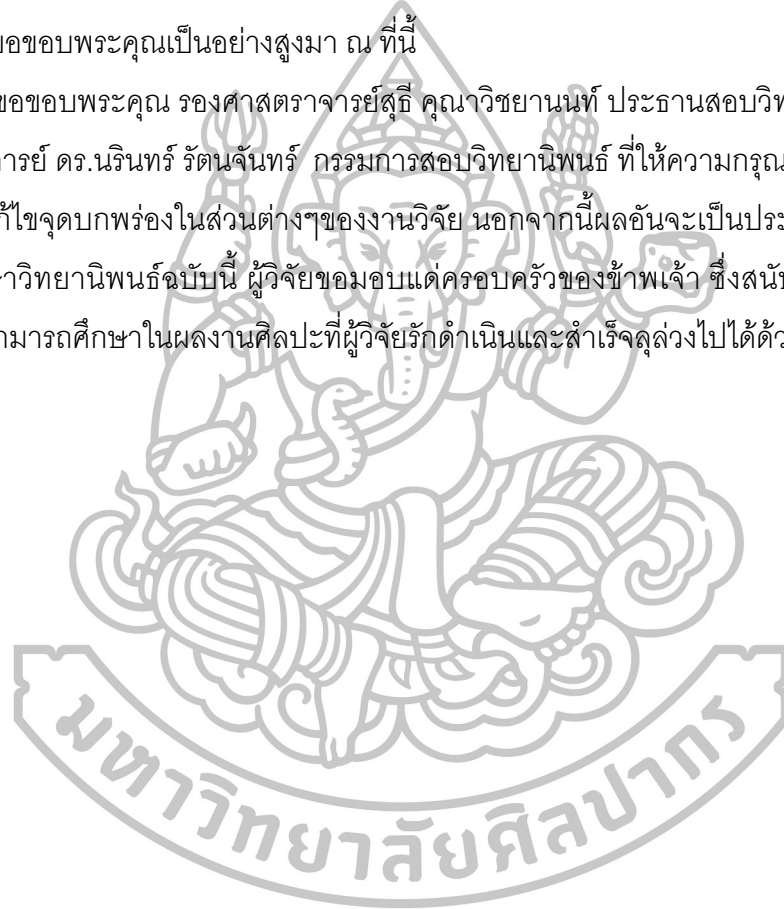 ขอขอบพระคุณเป็นอย่างสูงมา ณ ที่นี้
ขอขอบพระคุณ รองศาสตราจารย์สุธี คุณาวิชยานนท์ ประธานสอบวิท
ารย์ ดร.นรินทร์ รัตนจันทร์ กรรมการสอบวิทยานิพนธ์ ที่ให้ความกรุณ
ก้ไขจุดบกพร่องในส่วนต่างๆของงานวิจัย นอกจากนี้ผลอันจะเป็นประ
าวิทยานิพนธ์ฉบับนี้ ผู้วิจัยขอมอบแด่ครอบครัวของข้าพเจ้า ซึ่งสนับ
ามารถศึกษาในผลงานศิลปะที่ผู้วิจัยรักดำเนินและสำเร็จลุล่วงไปได้ด้ว
มหาวิทยาลัยศิลปากร